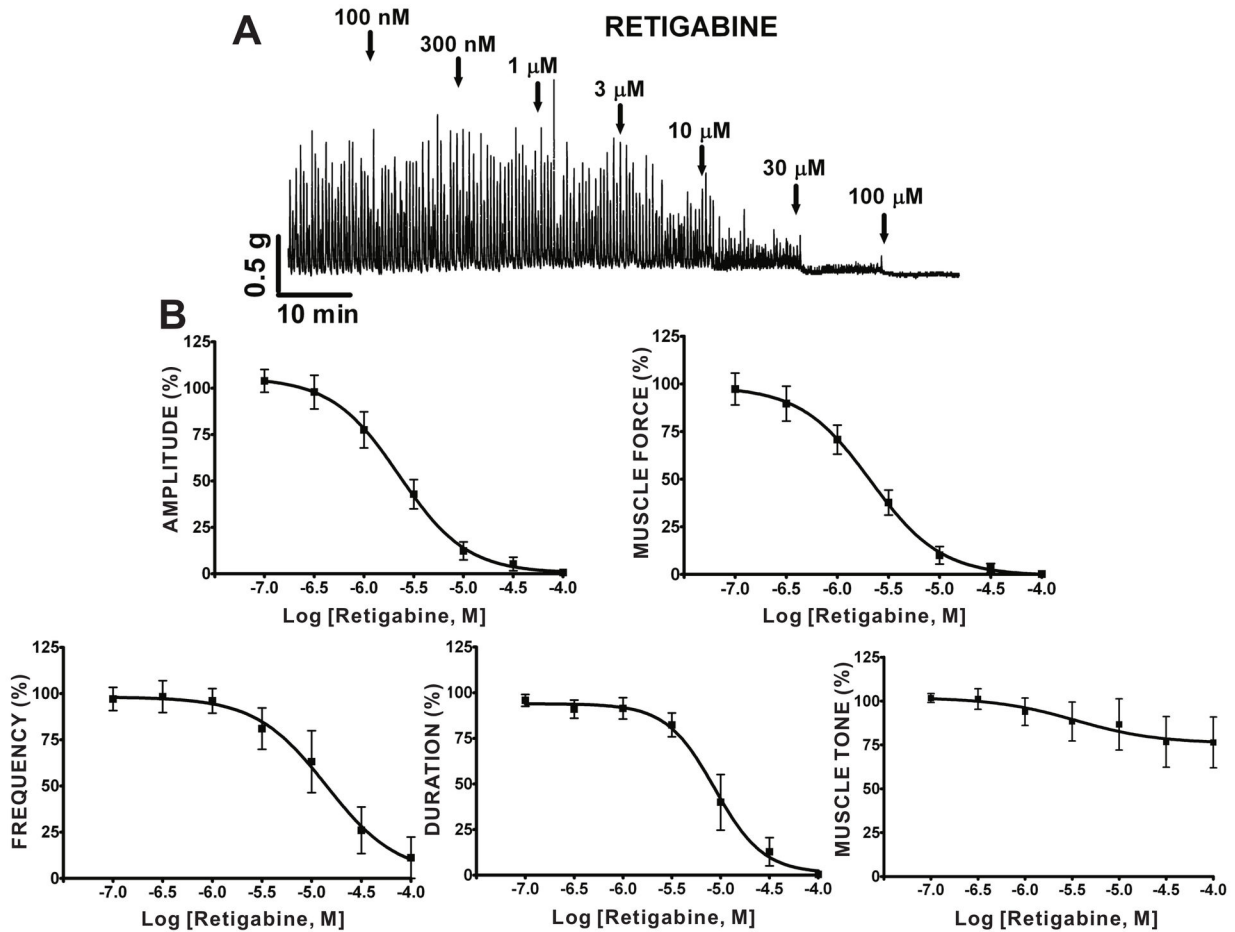 A
RETIGABINE
100 nM
300 nM
1 μM
3 μM
10 μM
30 μM
100 μM
0.5 g
10 min
B
AMPLITUDE (%)
125
100
75
50
25
0
-7.0 -6.5 -6.0 -5.5 -5.0 -4.5 -4.0
Log [Retigabine, M]
MUSCLE FORCE (%)
125
100
75
50
25
0
-7.0 -6.5 -6.0 -5.5 -5.0 -4.5 -4.0
Log [Retigabine, M]
FREQUENCY (%)
125
100
75
50
25
0
-7.0 -6.5 -6.0 -5.5 -5.0 -4.5 -4.0
Log [Retigabine, M]
DURATION (%)
125
100
75
50
25
0
-7.0 -6.5 -6.0 -5.5 -5.0 -4.5 -4.0
Log [Retigabine, M]
MUSCLE TONE (%)
125
100
75
50
25
0
-7.0 -6.5 -6.0 -5.5 -5.0 -4.5 -4.0
Log [Retigabine, M]